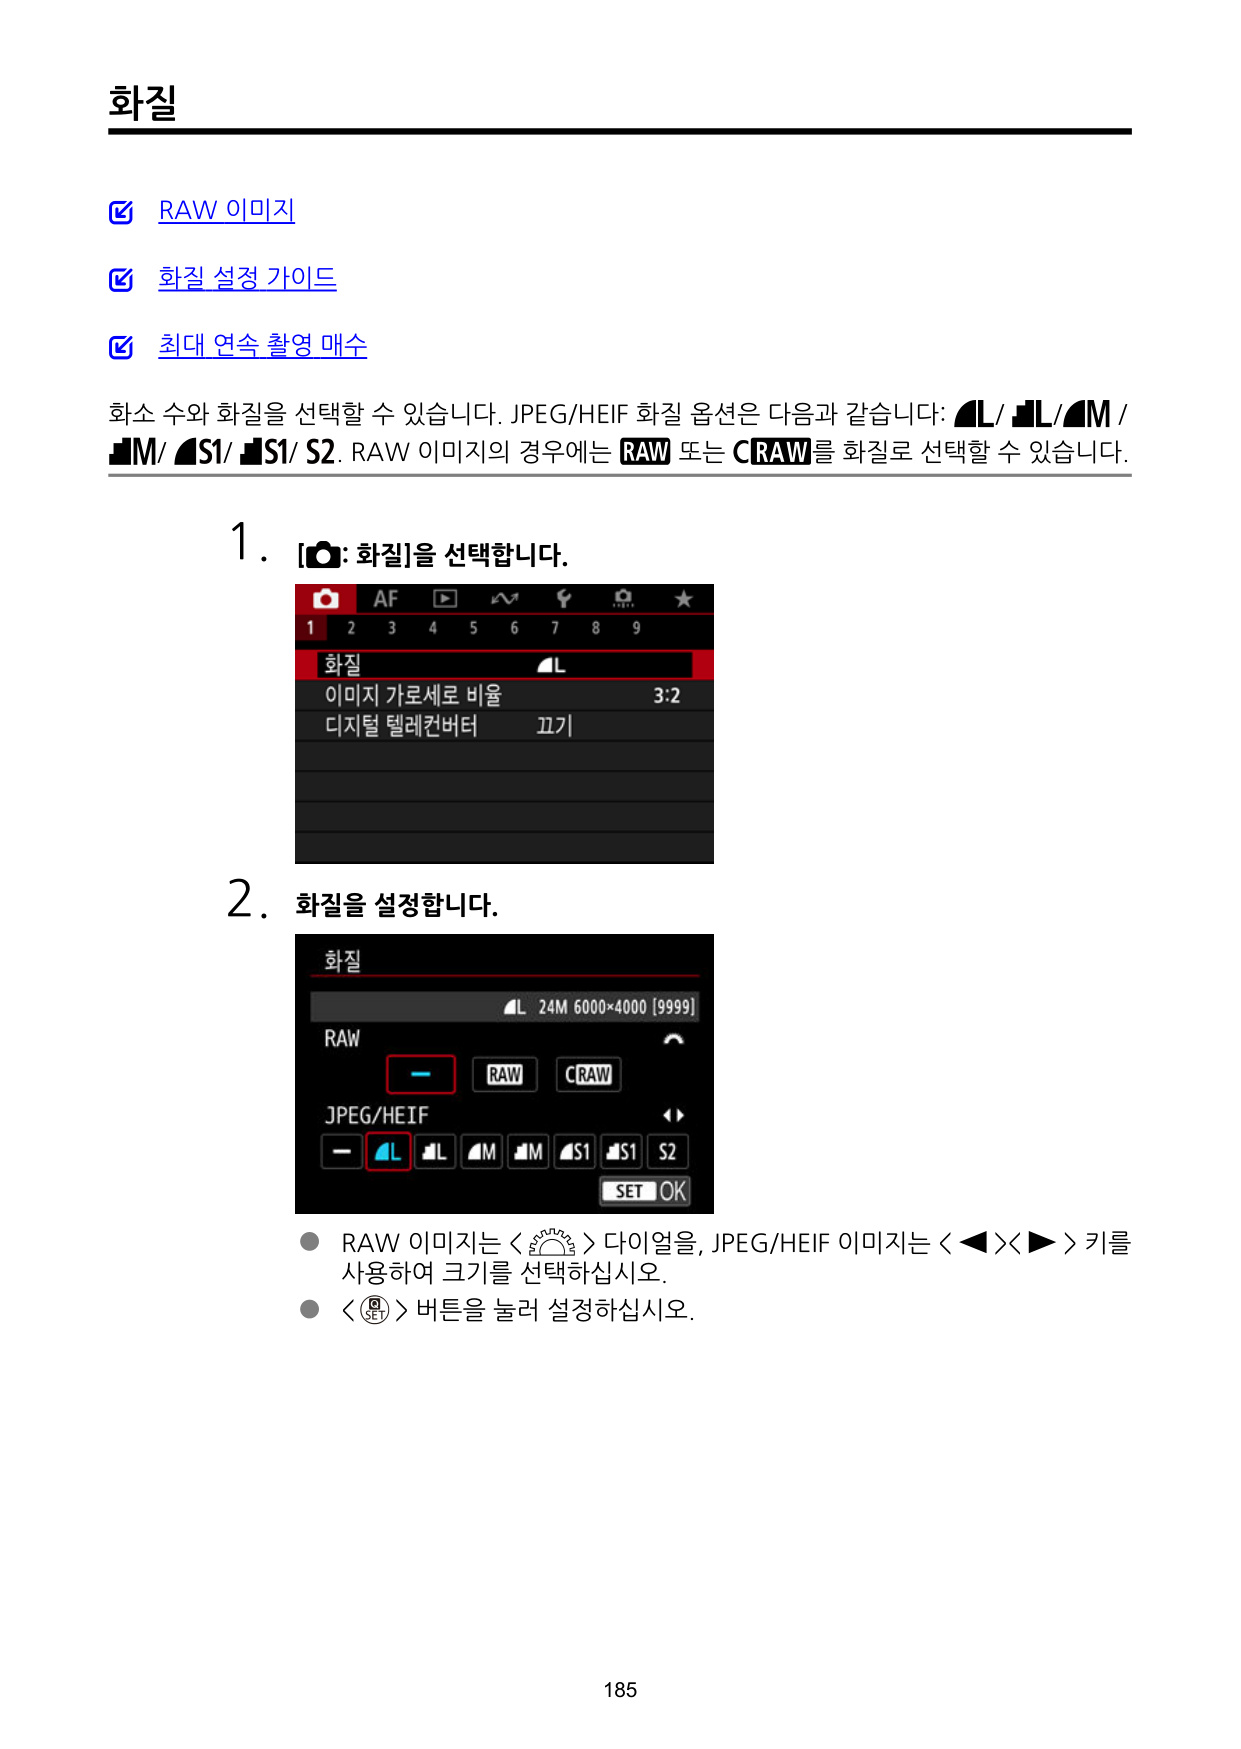 화질
RAW 이미지
화질 설정 가이드
최대 연속 촬영 매수
화소 수와 화질을 선택할 수 있습니다. JPEG/HEIF 화질 옵션은 다음과 같습니다: L/ L/M /
M/ S1/ S1/ S2. RAW 이미지의 경우에는 RAW 또는 CRAW를 화질로 선택할 수 있습니다.
1. [: 화질]을 선택합니다.
AF
1 2 3 4 5 6 7 8 9
화질 L
이미지 가로세로 비율 3:2
디지털 텔레컨버터 끄기
2. 화질을 설정합니다.
화질
L 24M 6000×4000 [9999]
RAW
– RAW CRAW
JPEG/HEIF
– L L M M S1 S1 S2
SET OK
● RAW 이미지는 < > 다이얼을, JPEG/HEIF 이미지는 < ◀ >< ▶ > 키를
사용하여 크기를 선택하십시오.
● < Q SET > 버튼을 눌러 설정하십시오.
185